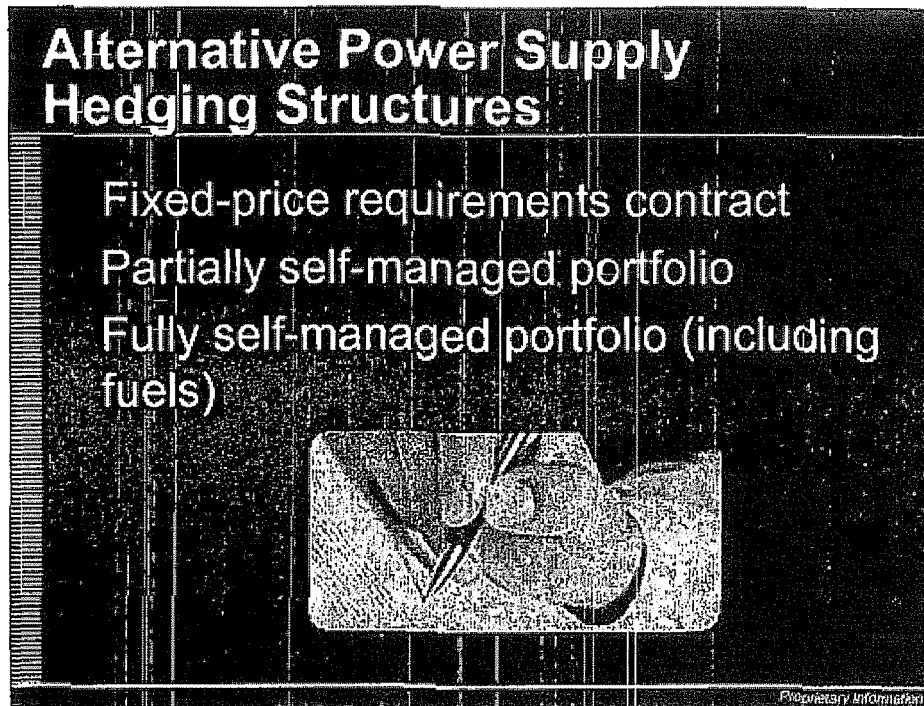 Alternative Power Supply
Hedging Structures
Fixed-price requirements contract
Partially self-managed portfolio
Fully self-managed portfolio (including
fuels)
Proprietary Information